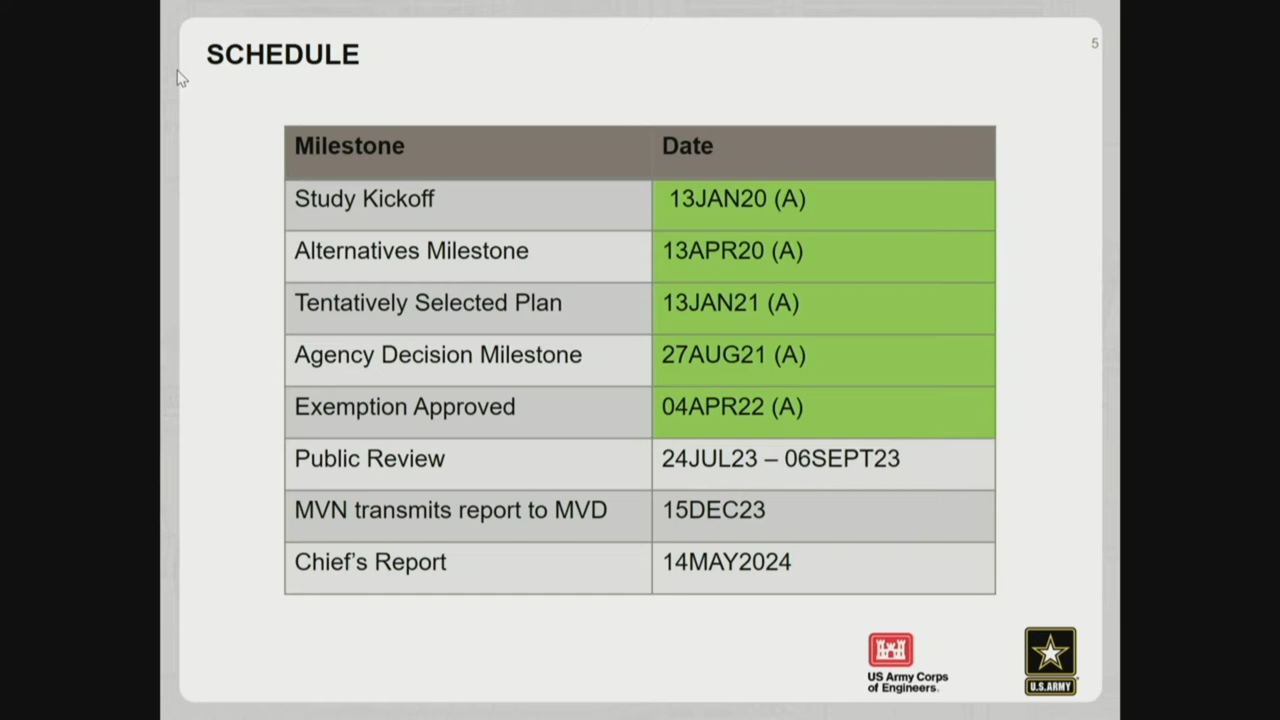 SCHEDULE
5
Milestone Date
Study Kickoff 13JAN20 (A)
Alternatives Milestone 13APR20 (A)
Tentatively Selected Plan 13JAN21 (A)
Agency Decision Milestone 27AUG21 (A)
Exemption Approved 04APR22 (A)
Public Review 24JUL23 – 06SEPT23
MVN transmits report to MVD 15DEC23
Chief's Report 14MAY2024
US Army Corps
of Engineers.
U.S.ARMY